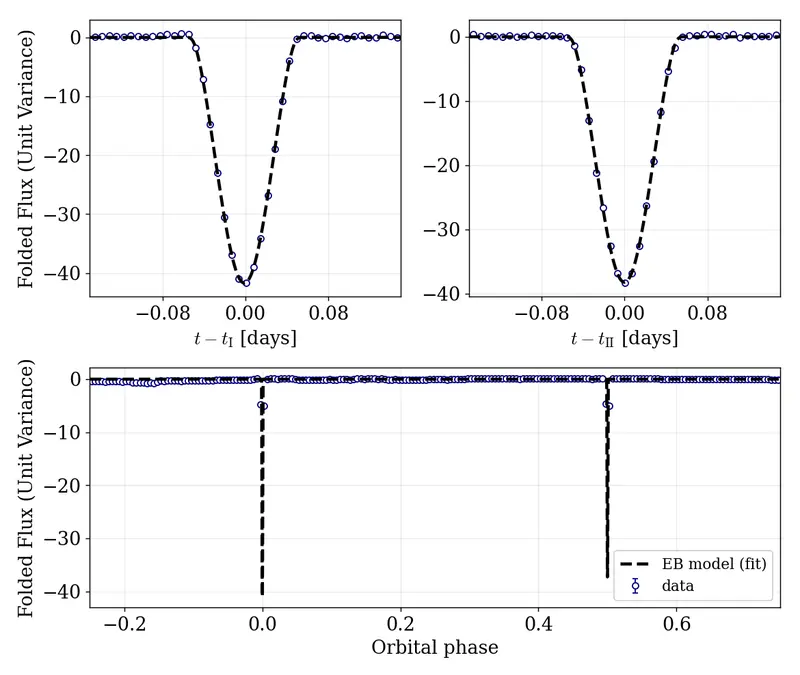 Folded Flux (Unit Variance)
0
−10
−20
−30
−40
−0.08 0.00 0.08
t − tI [days]
0
−10
−20
−30
−40
−0.08 0.00 0.08
t − tII [days]
Folded Flux (Unit Variance)
0
−10
−20
−30
−40
EB model (fit)
data
−0.2 0.0 0.2 0.4 0.6
Orbital phase